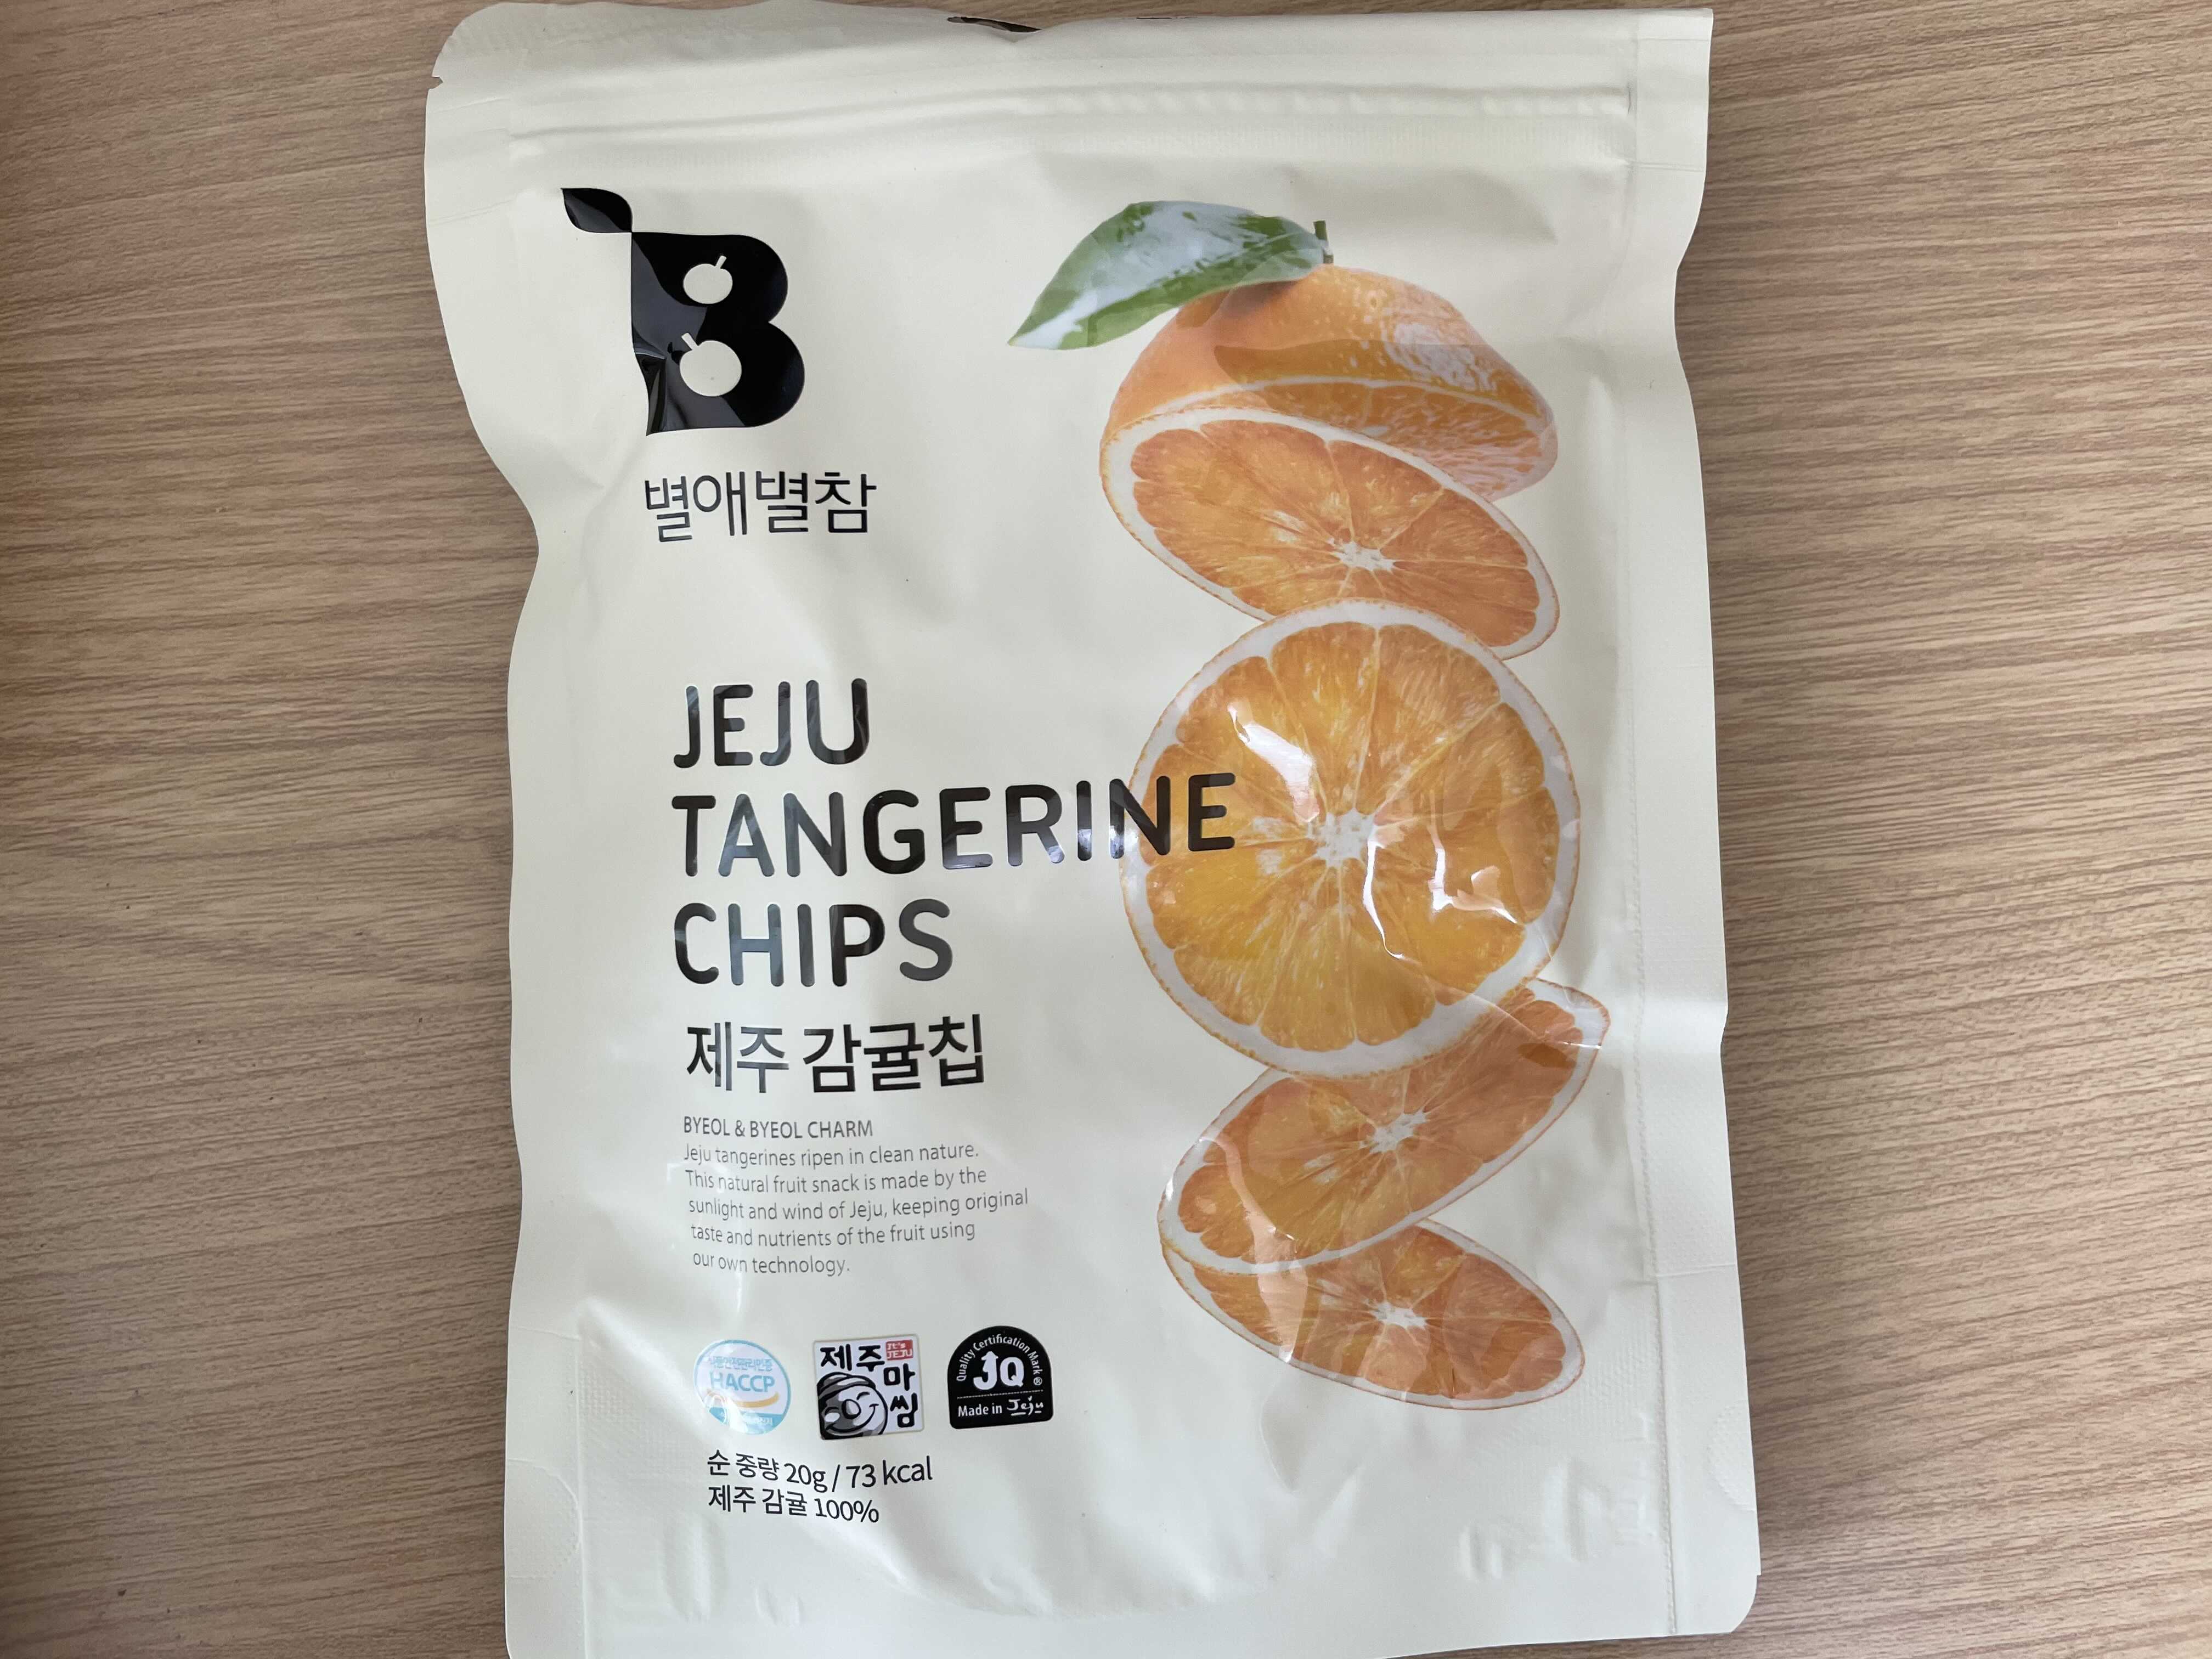 별애별참
JEJU
TANGERINE
CHIPS
제주 감귤칩
BYEOL & BYEOL CHARM
Jeju tangerines ripen in clean nature.
This natural fruit snack is made by the
sunlight and wind of Jeju, keeping original
taste and nutrients of the fruit using
our own technology.
HACCP
제주
It's
JEJU
마
씸
Quality Certification Mark ®
JQ
Made in Jeju
순 중량 20g / 73 kcal
제주 감귤 100%